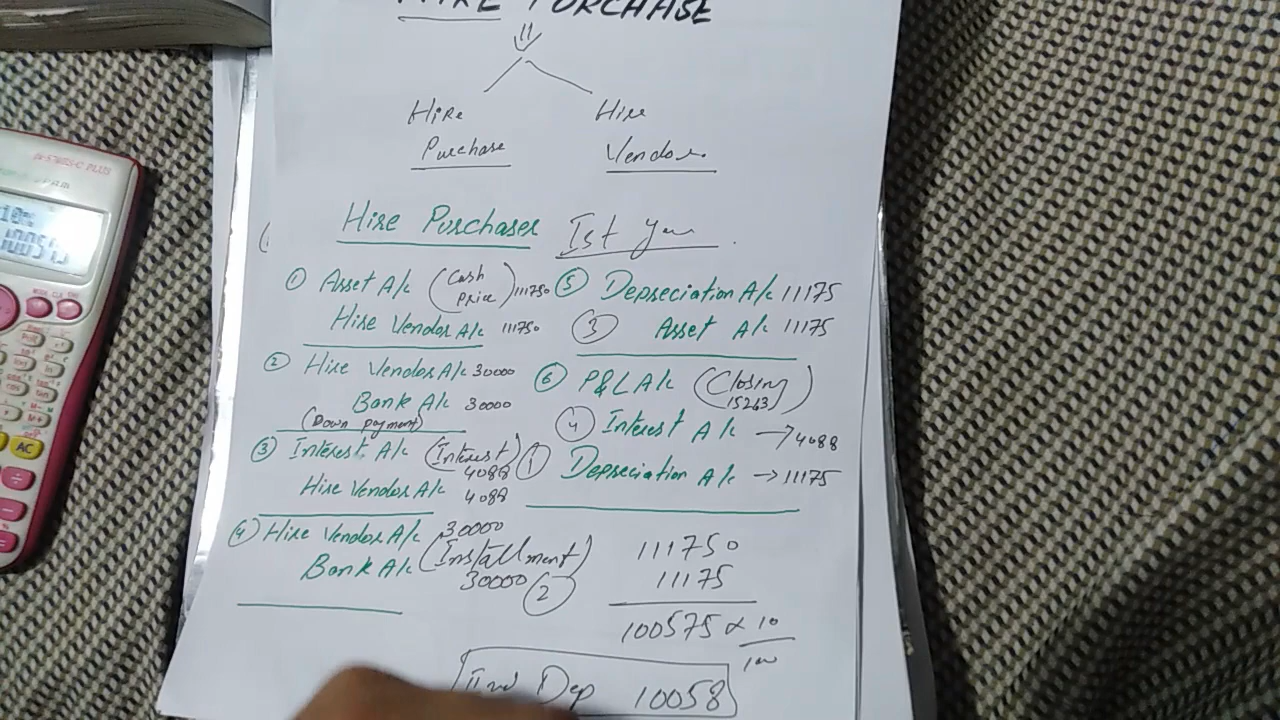 HIRE PURCHASE
Hire
Purchase
Hire
Vendor
Hire Purchaser Ist year
① Asset A/c (Cash Price) 111750
Hire Vendor A/c 111750
② Hire Vendor A/c 30000
Bank A/c 30000
(Down payment)
③ Interest A/c (Interest) 4088
Hire Vendor A/c 4088
④ Hire Vendor A/c 30000
Bank A/c (Installment) 30000 ②
⑤ Depreciation A/c 11175
③ Asset A/c 11175
⑥ P&L A/c (Closing 15263)
④ Interest A/c → 4088
① Depreciation A/c → 11175
111750
11175
100575 × 10
100
IInd Dep 10058
AC